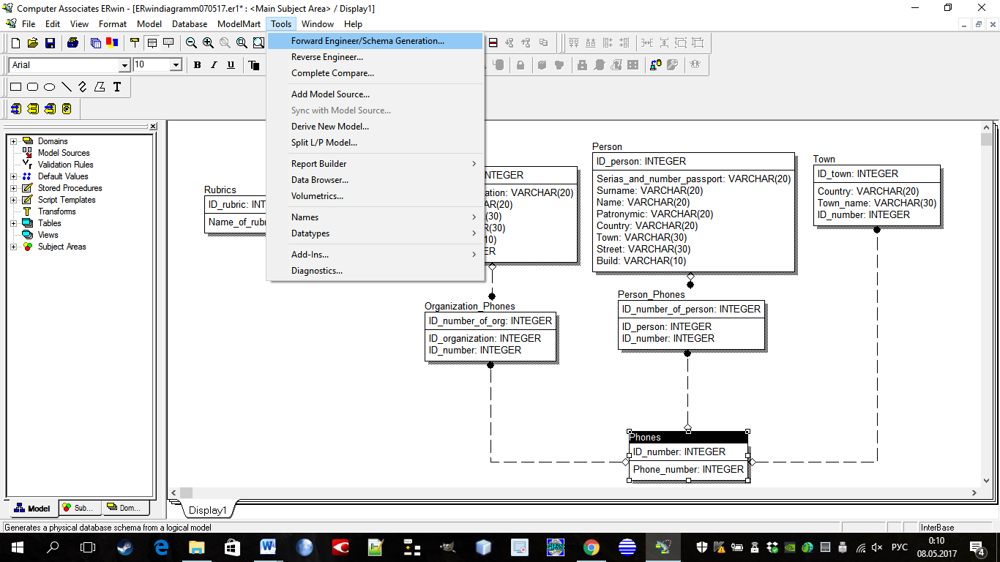 Computer Associates ERwin - [ERwindiagramm070517.er1* : <Main Subject Area> / Display1]
File Edit View Format Model Database ModelMart Tools Window Help
Arial 10 B I U
T
Forward Engineer/Schema Generation...
Reverse Engineer...
Complete Compare...
Add Model Source...
Sync with Model Source...
Derive New Model...
Split L/P Model...
Report Builder
Data Browser...
Volumetrics...
Names
Datatypes
Add-Ins...
Diagnostics...
Domains
Model Sources
Validation Rules
Default Values
Stored Procedures
Script Templates
Transforms
Tables
Views
Subject Areas
Model Sub... Dom...
Rubrics
ID_rubric: INT
Name_of_rubr
NTEGER
ation: VARCHAR(20)
AR(20)
(30)
R(30)
10)
ER
Person
ID_person: INTEGER
Serias_and_number_passport: VARCHAR(20)
Surname: VARCHAR(20)
Name: VARCHAR(20)
Patronymic: VARCHAR(20)
Country: VARCHAR(20)
Town: VARCHAR(30)
Street: VARCHAR(30)
Build: VARCHAR(10)
Town
ID_town: INTEGER
Country: VARCHAR(20)
Town_name: VARCHAR(30)
ID_number: INTEGER
Organization_Phones
ID_number_of_org: INTEGER
ID_organization: INTEGER
ID_number: INTEGER
Person_Phones
ID_number_of_person: INTEGER
ID_person: INTEGER
ID_number: INTEGER
Phones
ID_number: INTEGER
Phone_number: INTEGER
Display1
Generates a physical database schema from a logical model
InterBase
РУС
0:10
08.05.2017
4